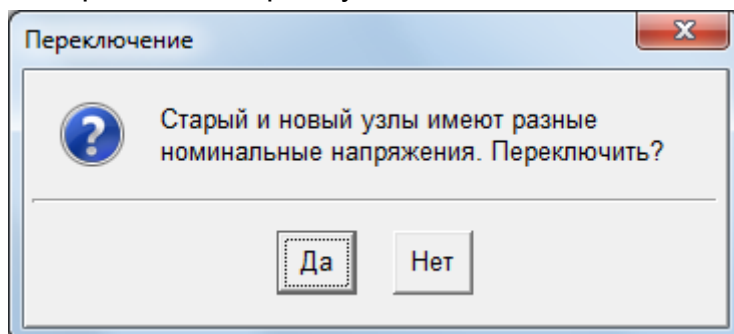 Переключение
Старый и новый узлы имеют разные
номинальные напряжения. Переключить?
Да
Нет